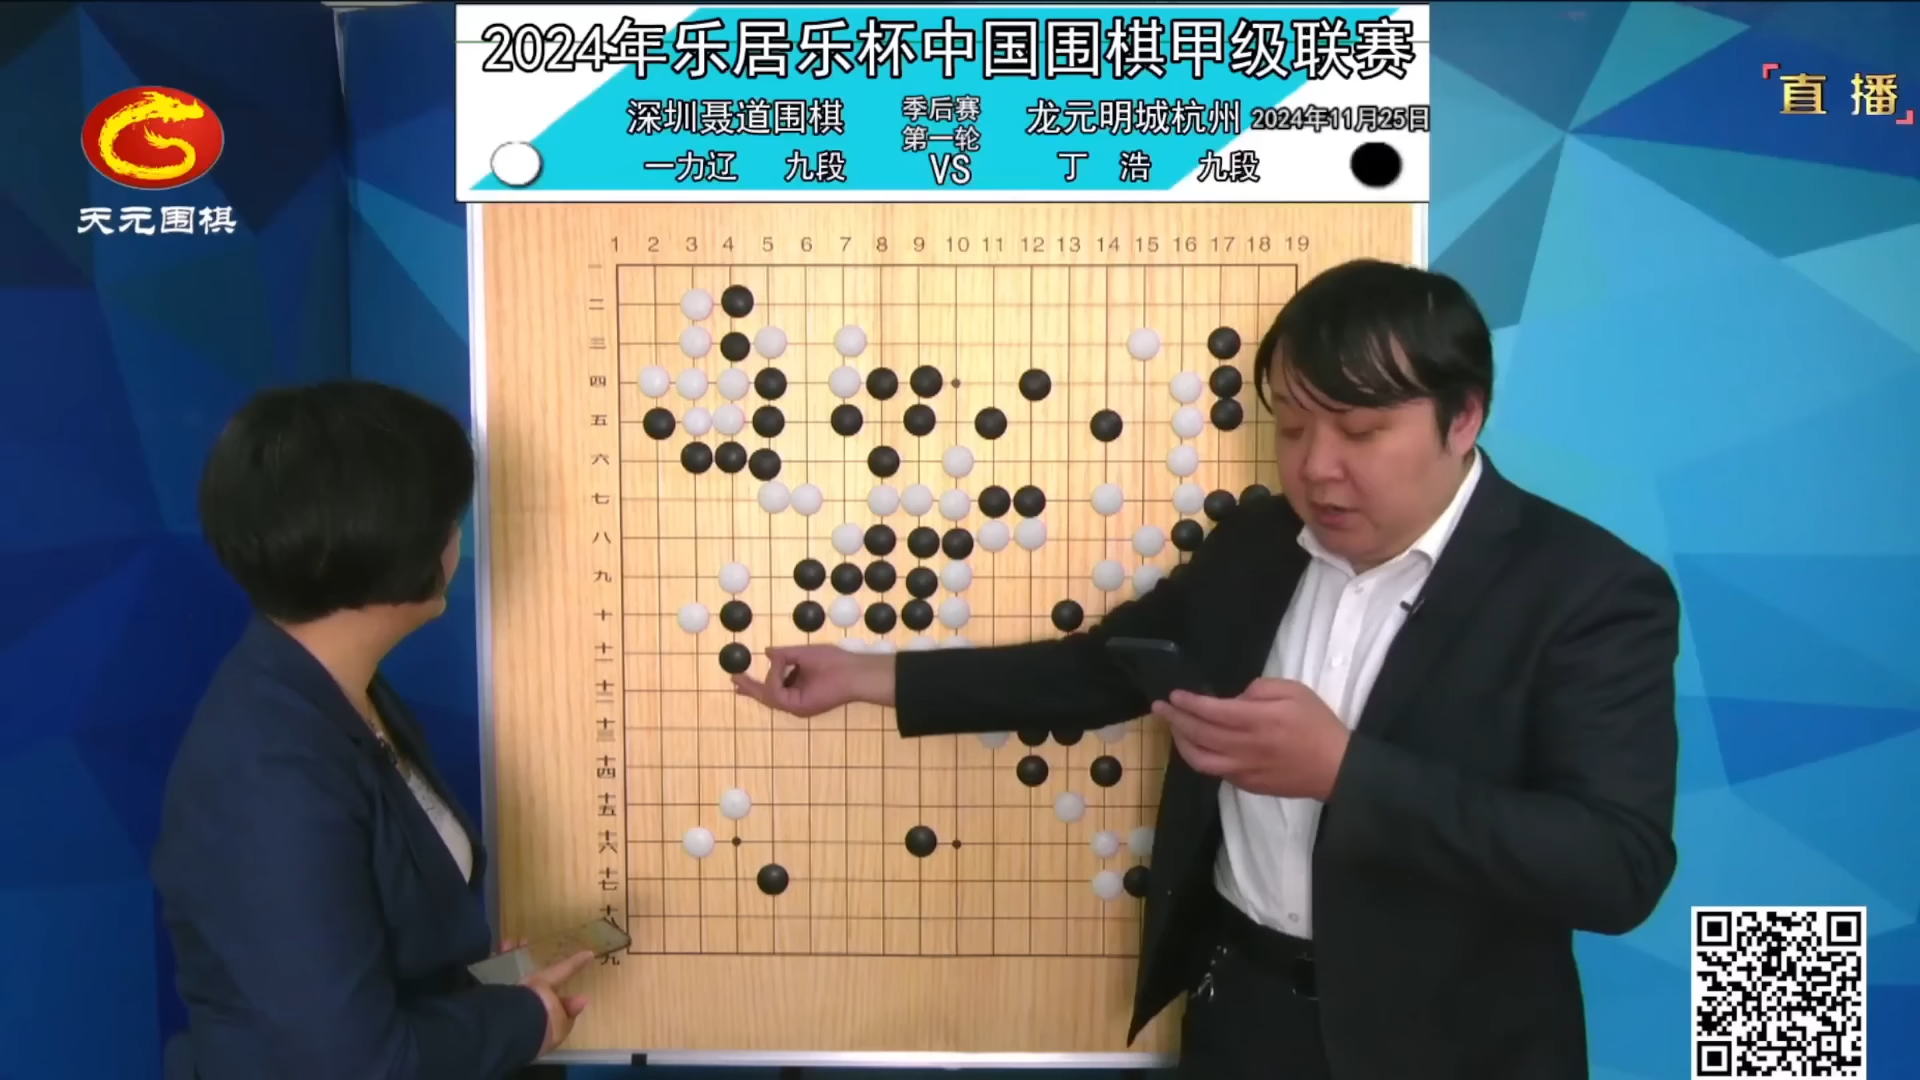 2024年乐居乐杯中国围棋甲级联赛
直播
深圳聂道围棋
季后赛
第一轮
龙元明城杭州
2024年11月25日
一力辽 九段
VS
丁 浩 九段
天元围棋
1 2 3 4 5 6 7 8 9 10 11 12 13 14 15 16 17 18 19
一
二
三
四
五
六
七
八
九
十
十一
十二
十三
十四
十五
十六
十七
十八
十九